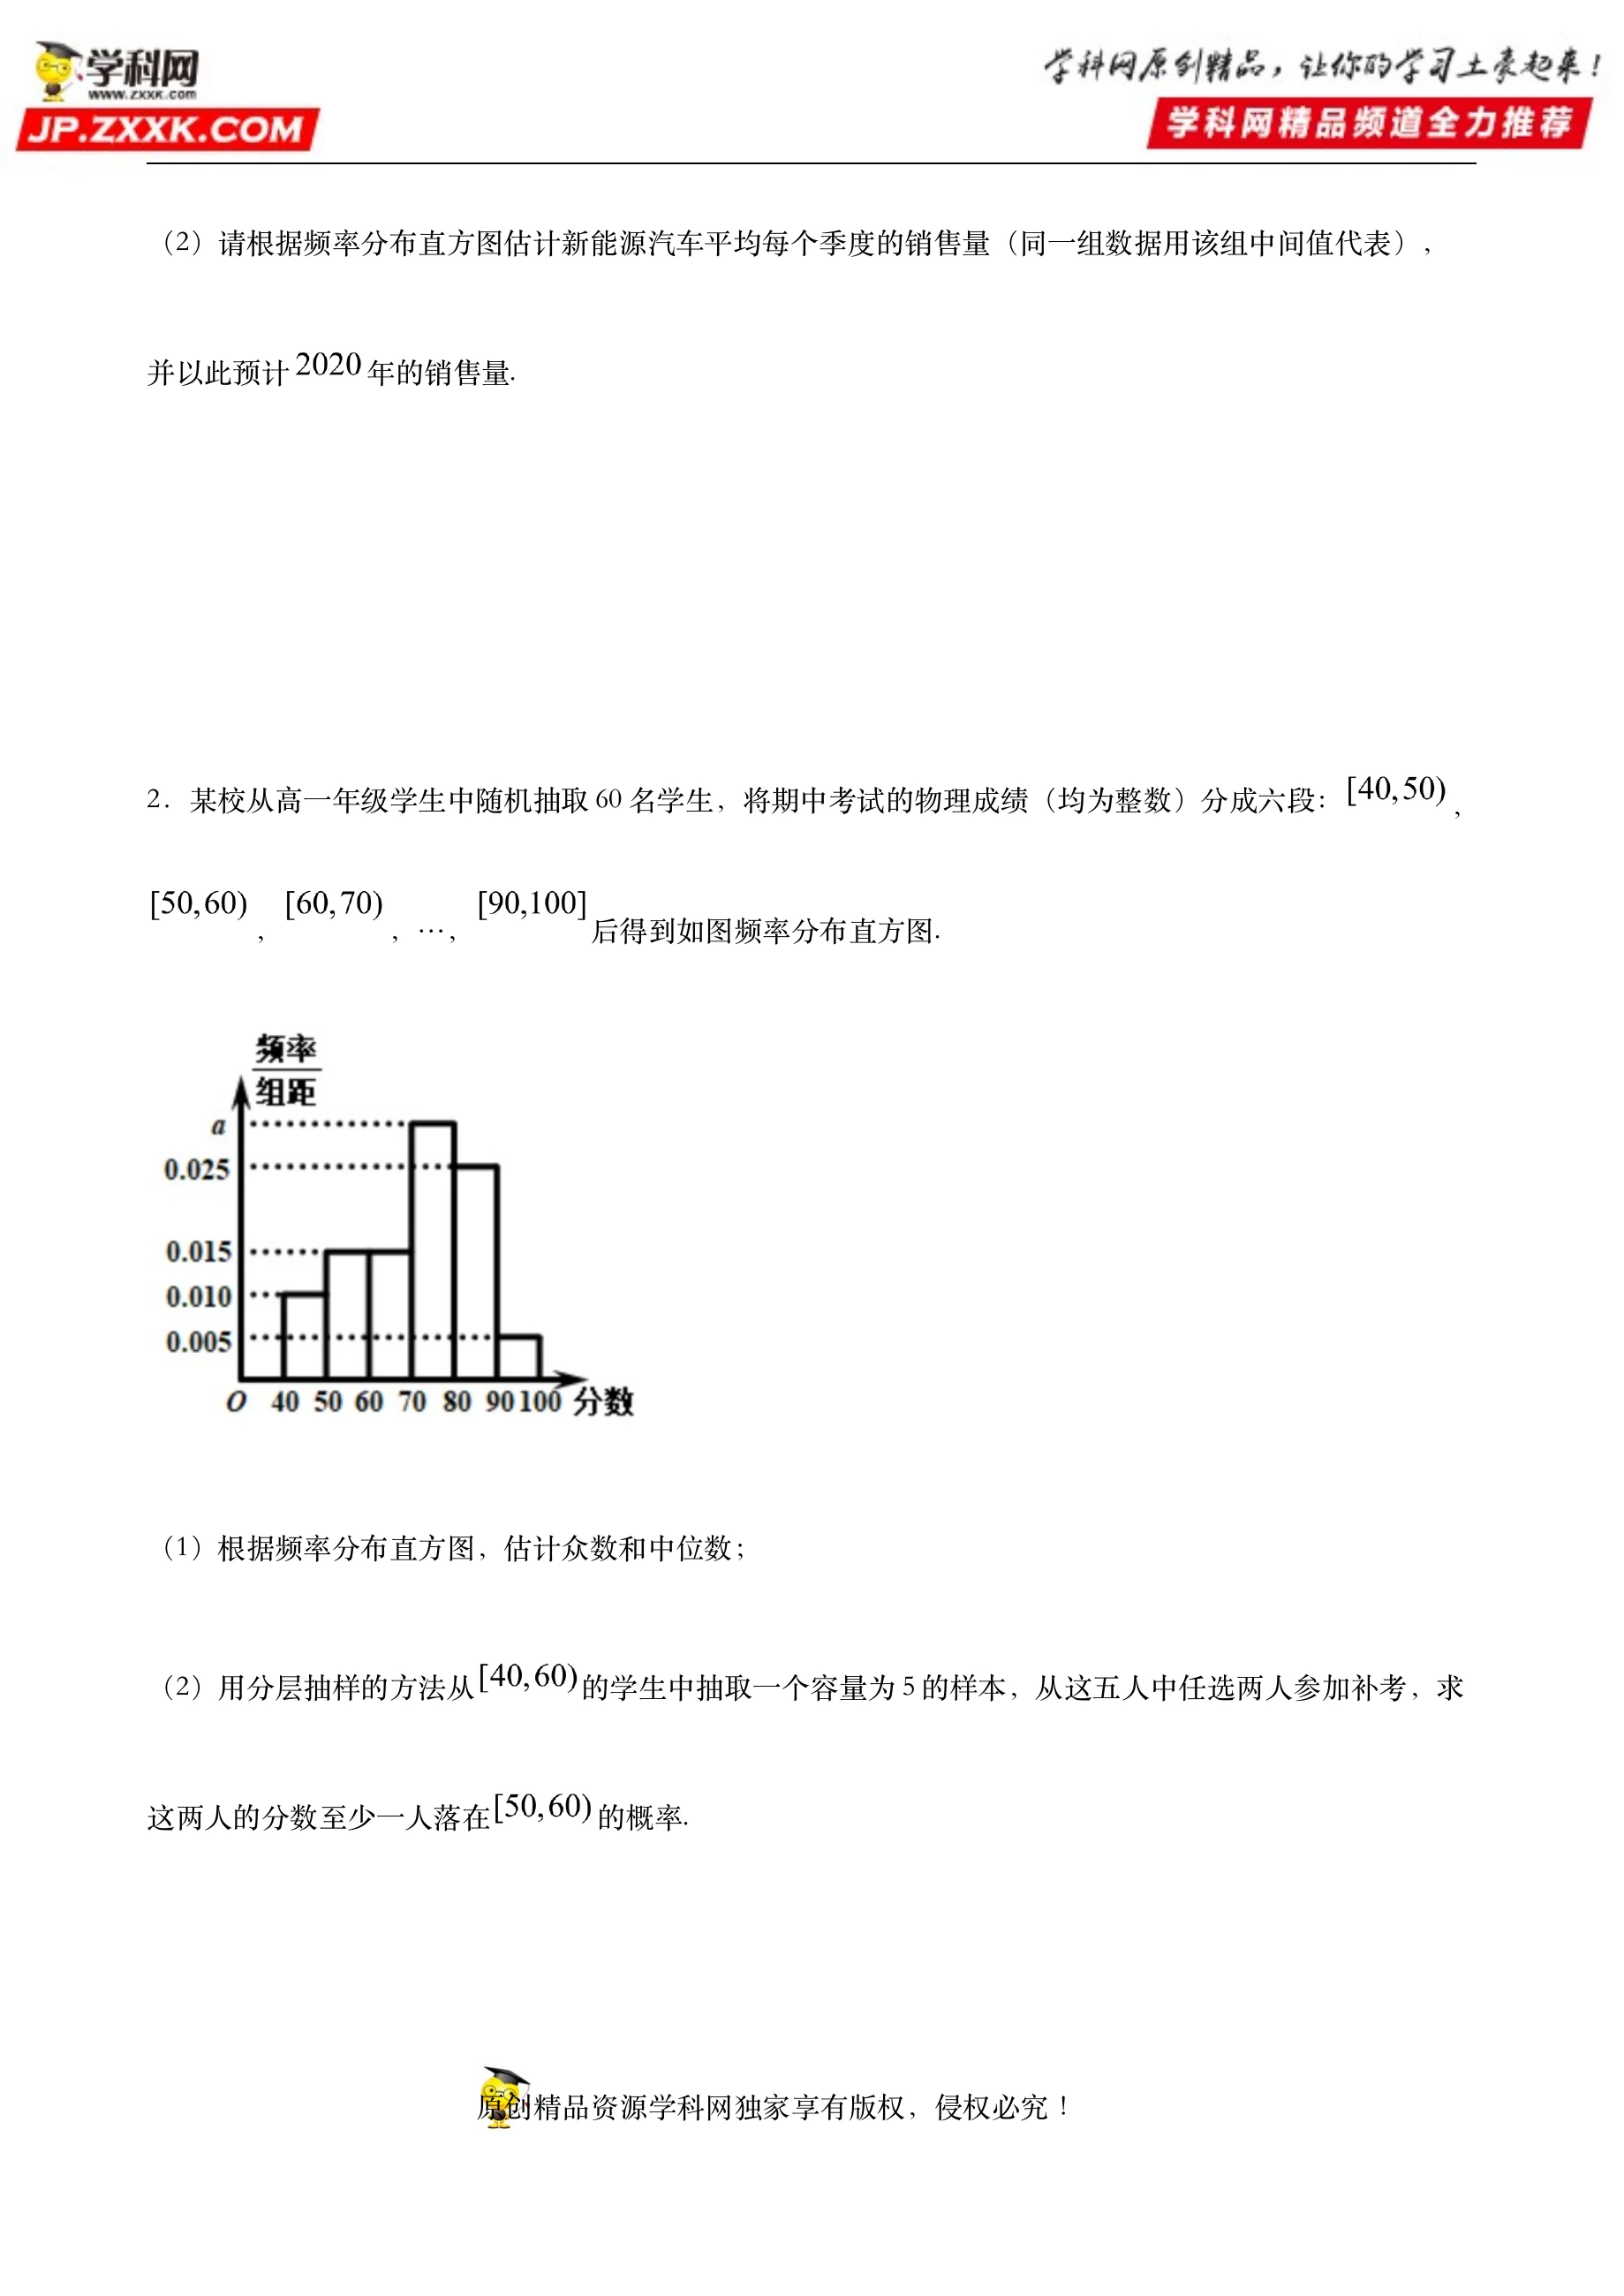 学科网
www.zxxk.com
JP.ZXXK.COM
学科网原创精品，让你的学习土豪起来！
学科网精品频道全力推荐
（2）请根据频率分布直方图估计新能源汽车平均每个季度的销售量（同一组数据用该组中间值代表），
并以此预计2020年的销售量.
2．某校从高一年级学生中随机抽取60名学生，将期中考试的物理成绩（均为整数）分成六段：[40,50)，
[50,60)，[60,70)，…，[90,100]后得到如图频率分布直方图.
频率
组距
a
0.025
0.015
0.010
0.005
O 40 50 60 70 80 90 100 分数
（1）根据频率分布直方图，估计众数和中位数；
（2）用分层抽样的方法从[40,60)的学生中抽取一个容量为5的样本，从这五人中任选两人参加补考，求
这两人的分数至少一人落在[50,60)的概率.
原创精品资源学科网独家享有版权，侵权必究！